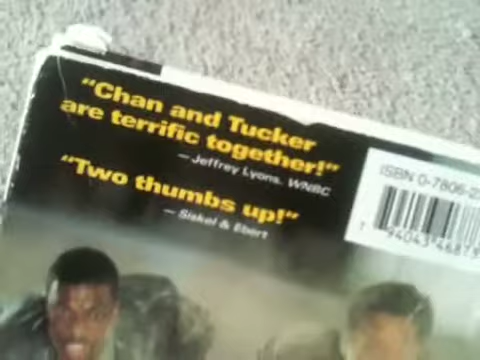 “Chan and Tucker
are terrific together!”
— Jeffrey Lyons, WNBC
“Two thumbs up!”
— Siskel & Ebert
ISBN 0-7806-2